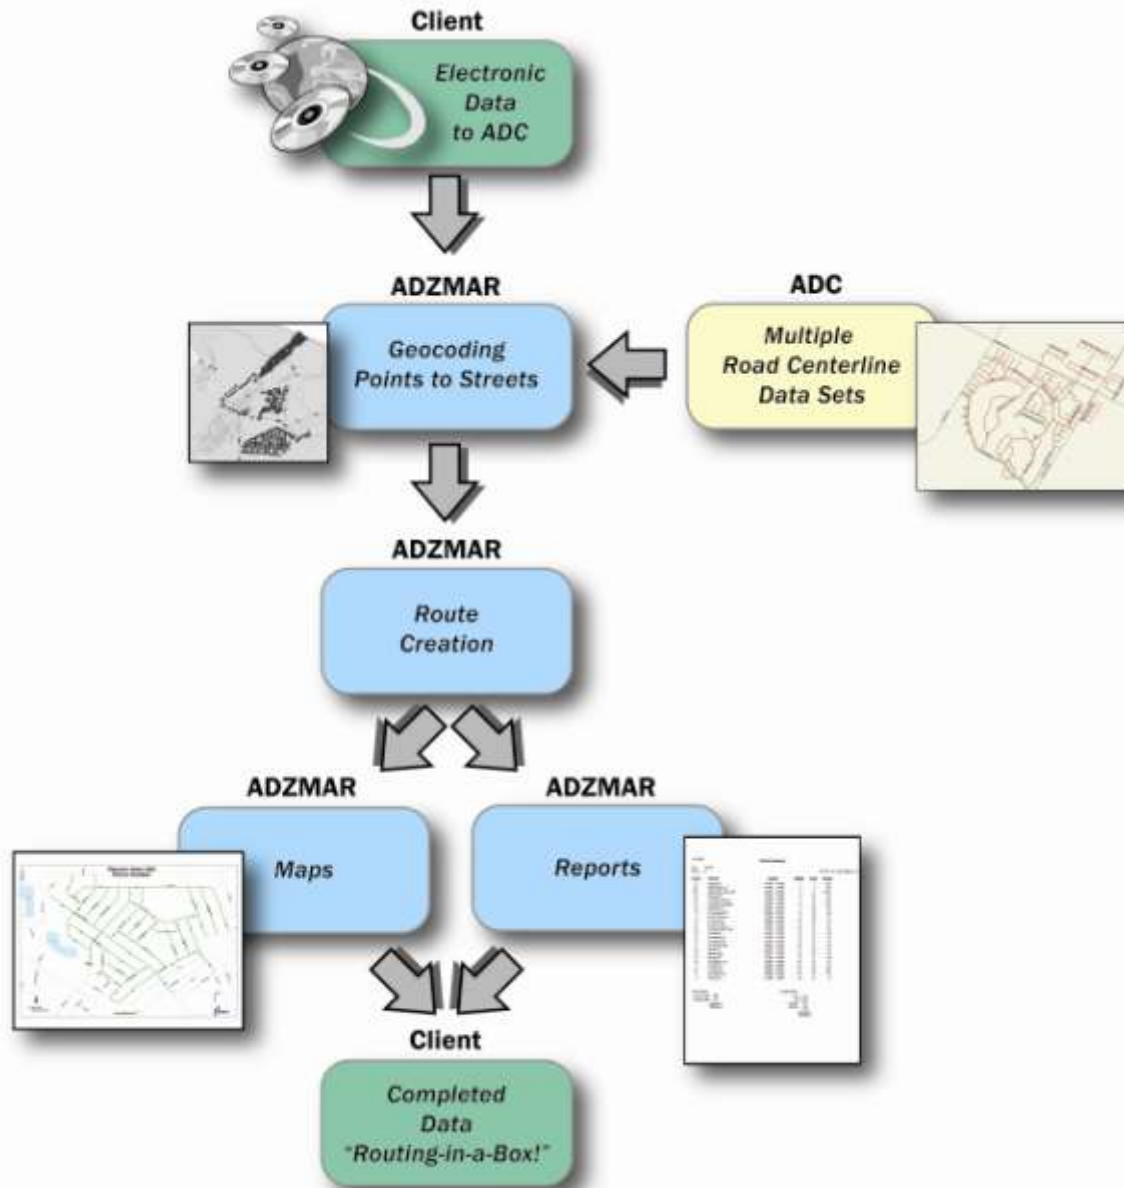 Client
Electronic
Data
to ADC
ADZMAR
Geocoding
Points to Streets
ADC
Multiple
Road Centerline
Data Sets
ADZMAR
Route
Creation
ADZMAR
Maps
ADZMAR
Reports
Client
Completed
Data
"Routing-in-a-Box!"